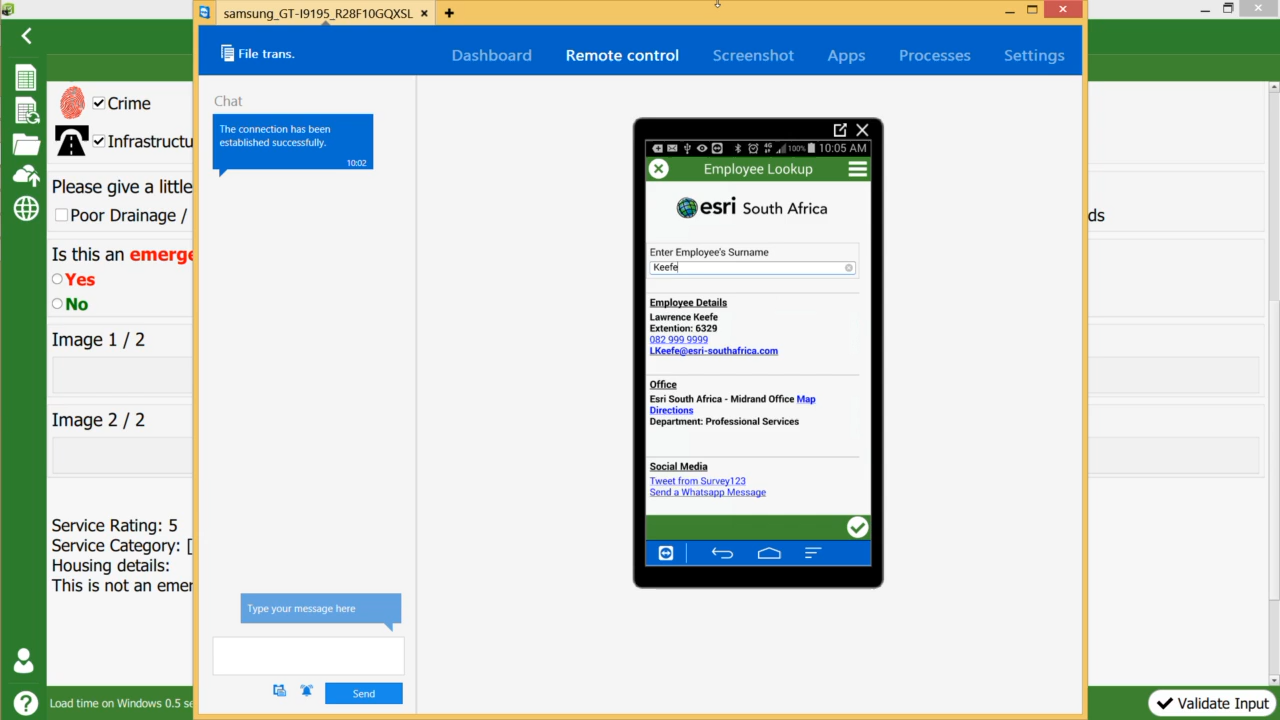 samsung_GT-I9195_R28F10GQXSL
File trans.
Dashboard
Remote control
Screenshot
Apps
Processes
Settings
Chat
The connection has been
established successfully.
10:02
Crime
Infrastructu
Please give a little
Poor Drainage /
ds
Is this an emerge
Yes
No
Image 1 / 2
Image 2 / 2
Service Rating: 5
Service Category: [
Housing details:
This is not an emer
Load time on Windows 0.5 se
Validate Input
100% 10:05 AM
Employee Lookup
esri South Africa
Enter Employee's Surname
Keefe
Employee Details
Lawrence Keefe
Extention: 6329
082 999 9999
LKeefe@esri-southafrica.com
Office
Esri South Africa - Midrand Office Map
Directions
Department: Professional Services
Social Media
Tweet from Survey123
Send a Whatsapp Message
Type your message here
Send